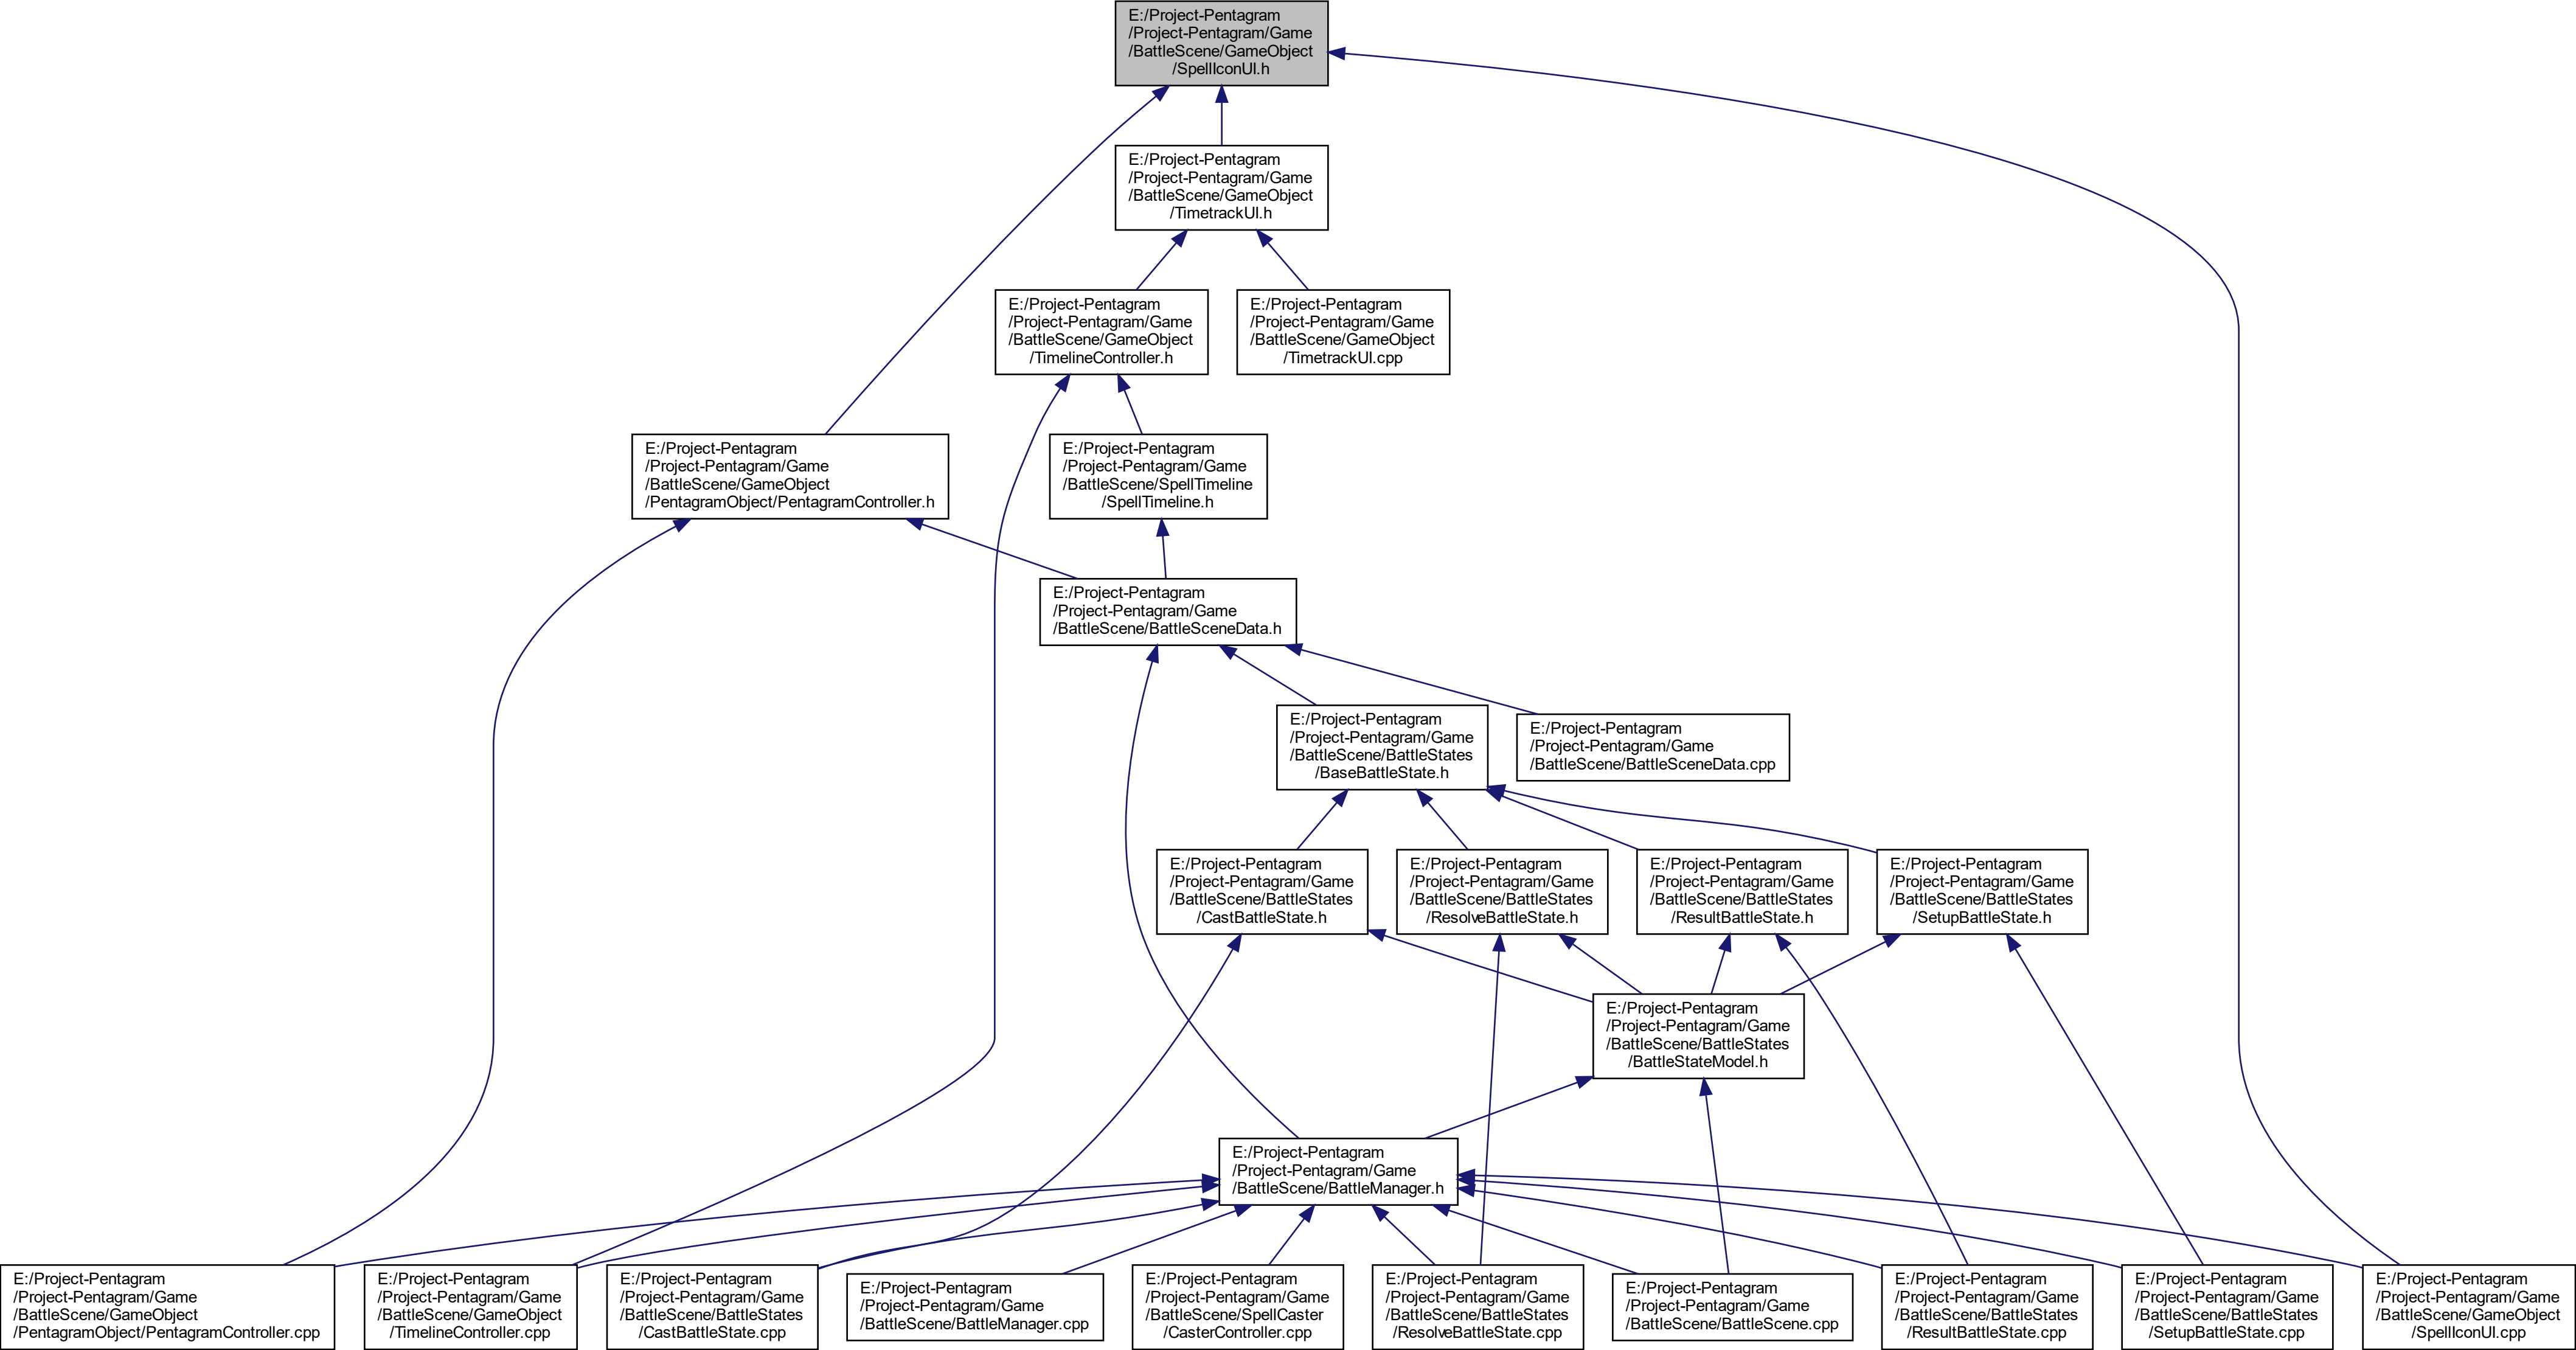 E:/Project-Pentagram
/Project-Pentagram/Game
/BattleScene/GameObject
/SpellIconUI.h
E:/Project-Pentagram
/Project-Pentagram/Game
/BattleScene/GameObject
/TimetrackUI.h
E:/Project-Pentagram
/Project-Pentagram/Game
/BattleScene/GameObject
/TimelineController.h
E:/Project-Pentagram
/Project-Pentagram/Game
/BattleScene/GameObject
/TimetrackUI.cpp
E:/Project-Pentagram
/Project-Pentagram/Game
/BattleScene/GameObject
/PentagramObject/PentagramController.h
E:/Project-Pentagram
/Project-Pentagram/Game
/BattleScene/SpellTimeline
/SpellTimeline.h
E:/Project-Pentagram
/Project-Pentagram/Game
/BattleScene/BattleSceneData.h
E:/Project-Pentagram
/Project-Pentagram/Game
/BattleScene/BattleStates
/BaseBattleState.h
E:/Project-Pentagram
/Project-Pentagram/Game
/BattleScene/BattleSceneData.cpp
E:/Project-Pentagram
/Project-Pentagram/Game
/BattleScene/BattleStates
/CastBattleState.h
E:/Project-Pentagram
/Project-Pentagram/Game
/BattleScene/BattleStates
/ResolveBattleState.h
E:/Project-Pentagram
/Project-Pentagram/Game
/BattleScene/BattleStates
/ResultBattleState.h
E:/Project-Pentagram
/Project-Pentagram/Game
/BattleScene/BattleStates
/SetupBattleState.h
E:/Project-Pentagram
/Project-Pentagram/Game
/BattleScene/BattleStates
/BattleStateModel.h
E:/Project-Pentagram
/Project-Pentagram/Game
/BattleScene/BattleManager.h
E:/Project-Pentagram
/Project-Pentagram/Game
/BattleScene/GameObject
/PentagramObject/PentagramController.cpp
E:/Project-Pentagram
/Project-Pentagram/Game
/BattleScene/GameObject
/TimelineController.cpp
E:/Project-Pentagram
/Project-Pentagram/Game
/BattleScene/BattleStates
/CastBattleState.cpp
E:/Project-Pentagram
/Project-Pentagram/Game
/BattleScene/BattleManager.cpp
E:/Project-Pentagram
/Project-Pentagram/Game
/BattleScene/SpellCaster
/CasterController.cpp
E:/Project-Pentagram
/Project-Pentagram/Game
/BattleScene/BattleStates
/ResolveBattleState.cpp
E:/Project-Pentagram
/Project-Pentagram/Game
/BattleScene/BattleScene.cpp
E:/Project-Pentagram
/Project-Pentagram/Game
/BattleScene/BattleStates
/ResultBattleState.cpp
E:/Project-Pentagram
/Project-Pentagram/Game
/BattleScene/BattleStates
/SetupBattleState.cpp
E:/Project-Pentagram
/Project-Pentagram/Game
/BattleScene/GameObject
/SpellIconUI.cpp